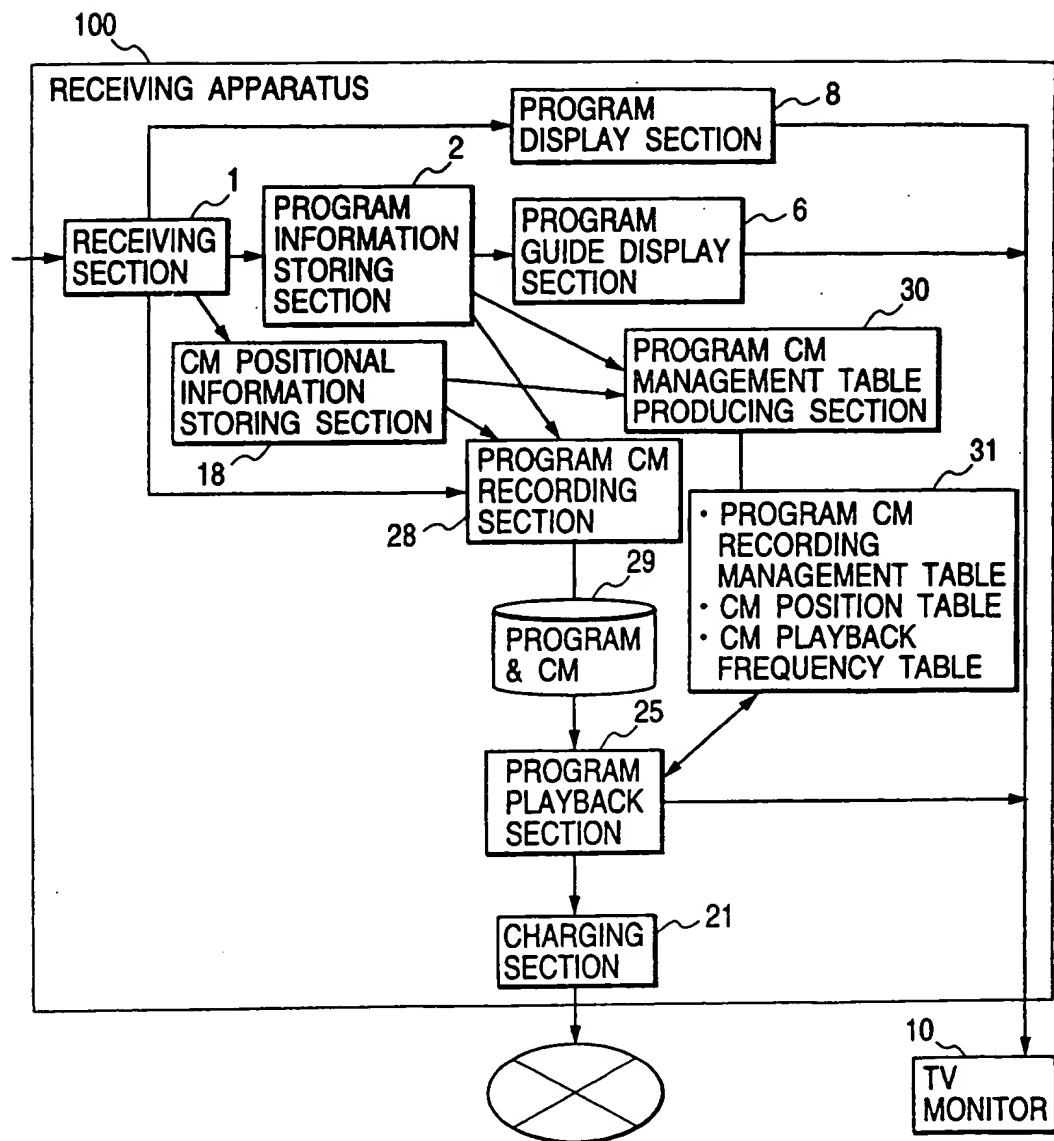 100
RECEIVING APPARATUS
8
PROGRAM
DISPLAY SECTION
2
PROGRAM
INFORMATION
STORING
SECTION
1
RECEIVING
SECTION
6
PROGRAM
GUIDE DISPLAY
SECTION
30
PROGRAM CM
MANAGEMENT TABLE
PRODUCING SECTION
CM POSITIONAL
INFORMATION
STORING SECTION
18
PROGRAM CM
RECORDING
SECTION
28
31
· PROGRAM CM
RECORDING
MANAGEMENT TABLE
· CM POSITION TABLE
· CM PLAYBACK
FREQUENCY TABLE
29
PROGRAM
& CM
25
PROGRAM
PLAYBACK
SECTION
21
CHARGING
SECTION
10
TV
MONITOR